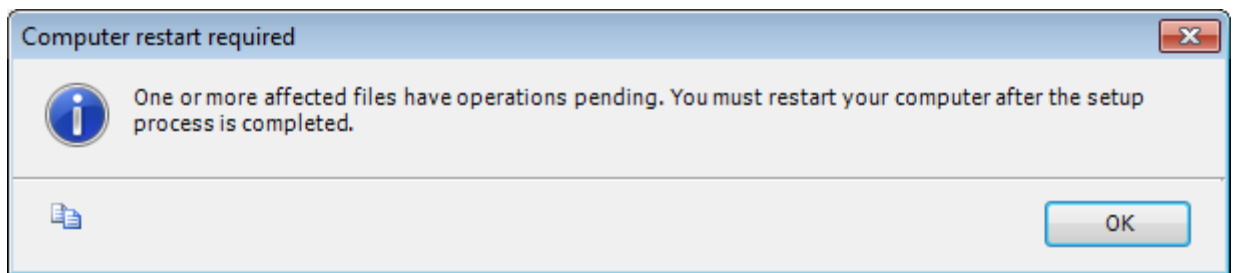 Computer restart required
One or more affected files have operations pending. You must restart your computer after the setup
process is completed.
OK